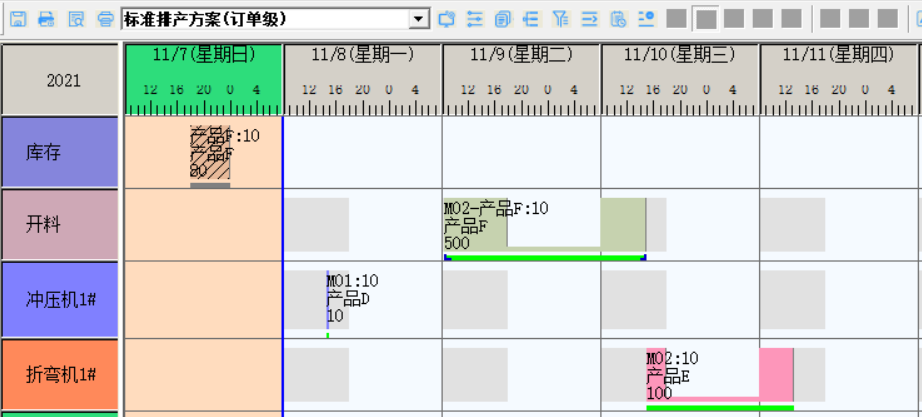 标准排产方案(订单级)
2021
11/7(星期日)
11/8(星期一)
11/9(星期二)
11/10(星期三)
11/11(星期四)
12 16 20 0 4
12 16 20 0 4
12 16 20 0 4
12 16 20 0 4
12 16 20 0 4
库存
产品F:10
产品F
80
开料
M02-产品F:10
产品F
500
冲压机1#
M01:10
产品D
10
折弯机1#
M02:10
产品E
100